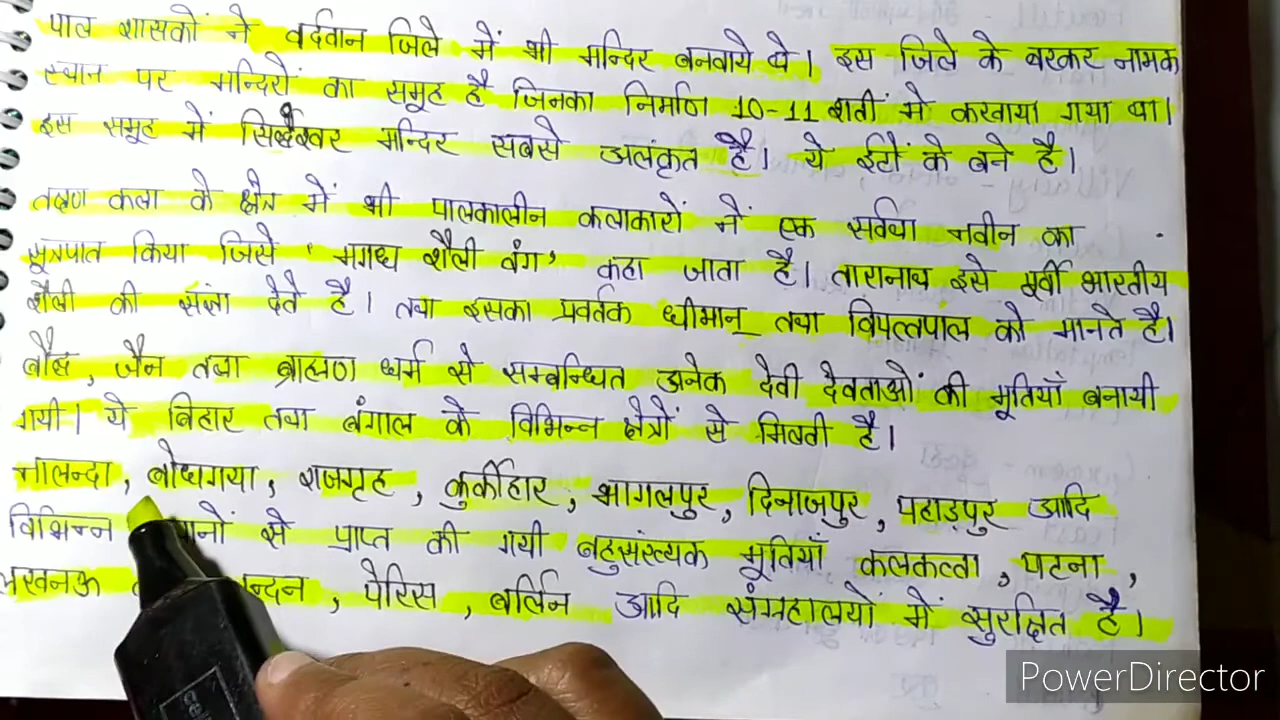 पाल शासकों ने वर्दवान जिले में भी मन्दिर बनवाये थे। इस जिले के बरकर नामक
स्थान पर मन्दिरों का समूह है जिनका निर्माण 10-11 शती में करवाया गया था।
इस समूह में सिद्धेश्वर मन्दिर सबसे अलंकृत है। ये ईटों के बने है।
तक्षण कला के क्षेत्र में भी पालकालीन कलाकारों ने एक सर्वथा नवीन का
सूत्रपात किया जिसे 'मगध शैली वंग' कहा जाता है। तारानाथ इसे पूर्वी भारतीय
शैली की संज्ञा देते है। तथा इसका प्रवर्तक धीमान् तथा विपत्तपाल को मानते है।
बौद्ध, जैन तथा ब्राह्मण धर्म से सम्बन्धित अनेक देवी देवताओं की मूर्तियाँ बनायी
गयी। ये बिहार तथा बंगाल के विभिन्न क्षेत्रों से मिलती है।
नालन्दा, बोधगया, राजगृह, कुर्कीहार, भागलपुर, दिनाजपुर, पहाड़पुर आदि
विभिन्न से प्राप्त की गयी बहुसंख्यक मूर्तियाँ कलकत्ता, पटना,
लखनऊ , पेरिस, बर्लिन आदि संग्रहालयों में सुरक्षित है।
PowerDirector